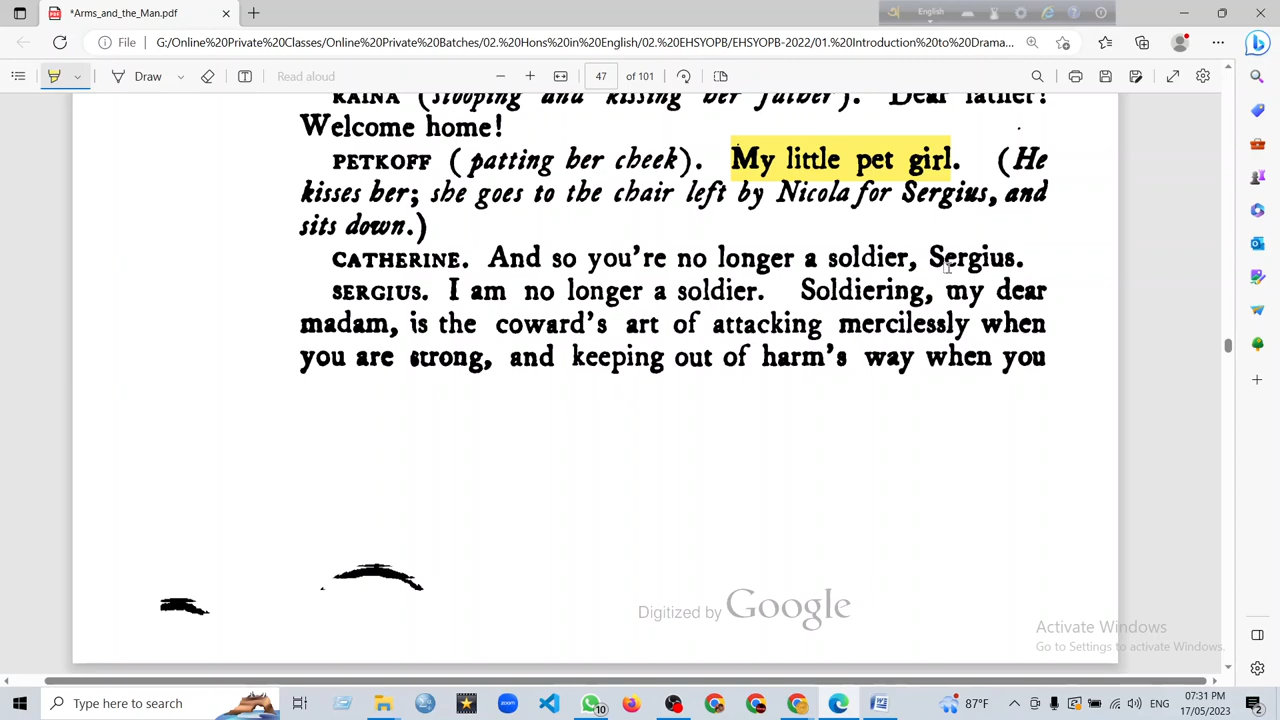 *Arms_and_the_Man.pdf
English
File
G:/Online%20Private%20Classes/Online%20Private%20Batches/02.%20Hons%20in%20English/02.%20EHSYOPB/EHSYOPB-2022/01.%20Introduction%20to%20Drama...
Draw
Read aloud
47 of 101
RAINA (stooping and kissing her father). Dear father!
Welcome home!
PETKOFF (patting her cheek). My little pet girl. (He
kisses her; she goes to the chair left by Nicola for Sergius, and
sits down.)
CATHERINE. And so you're no longer a soldier, Sergius.
SERGIUS. I am no longer a soldier. Soldiering, my dear
madam, is the coward's art of attacking mercilessly when
you are strong, and keeping out of harm's way when you
Digitized by Google
Activate Windows
Go to Settings to activate Windows.
Type here to search
zoom
10
87°F
ENG
07:31 PM
17/05/2023
2